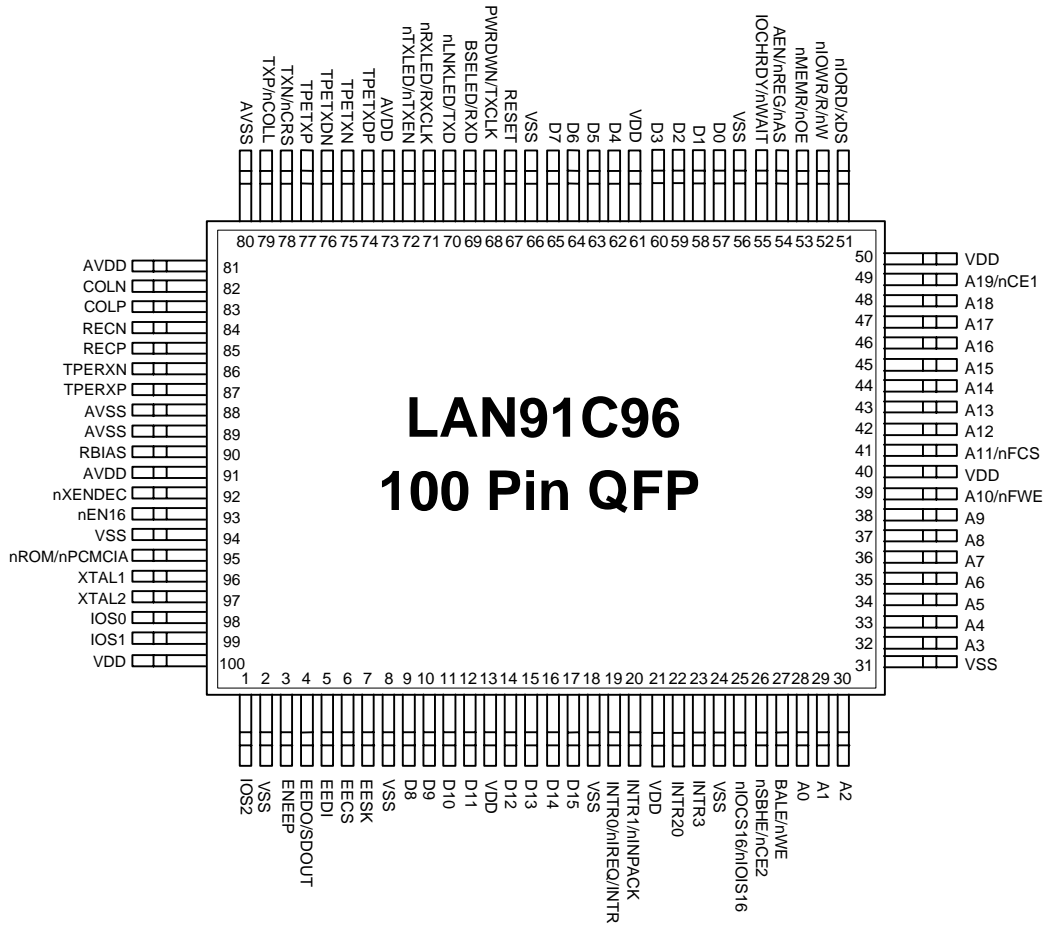 AVSS
TXP/nCOLL
TXN/nCRS
TPETXP
TPETXDN
TPETXN
TPETXDP
AVDD
nTXLED/nTXEN
nRXLED/RXCLK
nLNKLED/TXD
BSELED/RXD
PWRDWN/TXCLK
RESET
VSS
D7
D6
D5
D4
VDD
D3
D2
D1
D0
VSS
IOCHRDY/nWAIT
AEN/nREG/nAS
nMEMR/nOE
nIOWR/R/nW
nIORD/xDS
80 79 78 77 76 75 74 73 72 71 70 69 68 67 66 65 64 63 62 61 60 59 58 57 56 55 54 53 52 51
AVDD 81
COLN 82
COLP 83
RECN 84
RECP 85
TPERXN 86
TPERXP 87
AVSS 88
AVSS 89
RBIAS 90
AVDD 91
nXENDEC 92
nEN16 93
VSS 94
nROM/nPCMCIA 95
XTAL1 96
XTAL2 97
IOS0 98
IOS1 99
VDD 100
LAN91C96
100 Pin QFP
50 VDD
49 A19/nCE1
48 A18
47 A17
46 A16
45 A15
44 A14
43 A13
42 A12
41 A11/nFCS
40 VDD
39 A10/nFWE
38 A9
37 A8
36 A7
35 A6
34 A5
33 A4
32 A3
31 VSS
1 2 3 4 5 6 7 8 9 10 11 12 13 14 15 16 17 18 19 20 21 22 23 24 25 26 27 28 29 30
IOS2
VSS
ENEEP
EEDO/SDOUT
EEDI
EECS
EESK
VSS
D8
D9
D10
D11
VDD
D12
D13
D14
D15
VSS
INTR0/nIREQ/INTR
INTR1/nINPACK
VDD
INTR20
INTR3
VSS
nIOCS16/nIOIS16
nSBHE/nCE2
BALE/nWE
A0
A1
A2